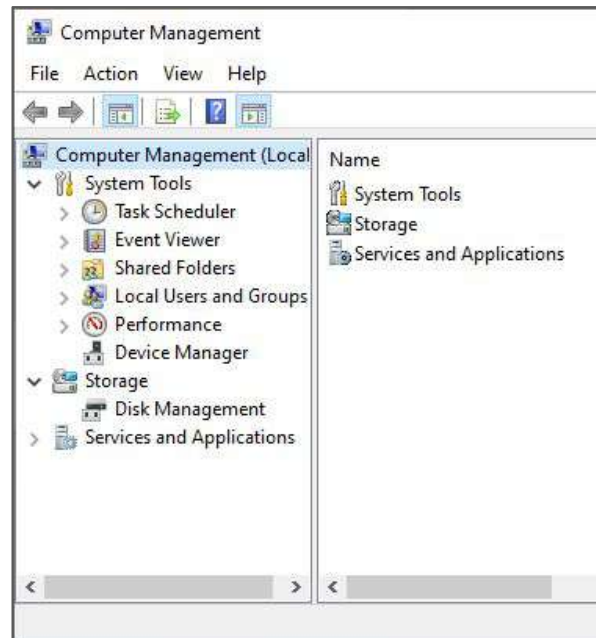 Computer Management
File Action View Help
Computer Management (Local
System Tools
Task Scheduler
Event Viewer
Shared Folders
Local Users and Groups
Performance
Device Manager
Storage
Disk Management
Services and Applications
Name
System Tools
Storage
Services and Applications